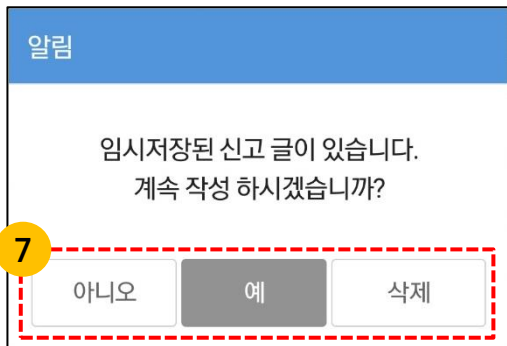 알림
임시저장된 신고 글이 있습니다.
계속 작성 하시겠습니까?
7
아니오 예 삭제